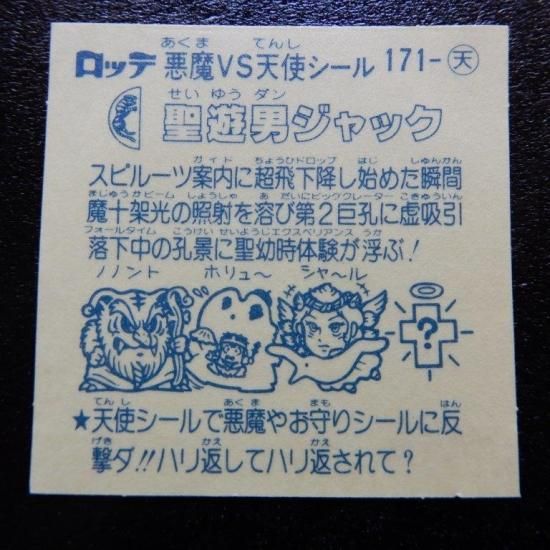 ロッテ 悪魔VS天使シール 171-天
あくま てんし
聖遊男ジャック
せいゆうダン
スピルーツ案内に超飛下降し始めた瞬間
ガイド ちょうひドロップ はじ しゅんかん
魔十架光の照射を溶び第2巨孔に虚吸引
まじゅうかビーム しょうしゃ あ だいにビッククレーター こきゅういん
落下中の孔景に聖幼時体験が浮ぶ!
フォールタイム こうけい せいようじエクスペリアンス うか
ノノント ホリュ〜 シャ〜ル
?
★天使シールで悪魔やお守りシールに反
てんし あくま まも はん
撃ダ!!ハリ返してハリ返されて?
げき かえ かえ